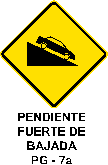 PENDIENTE
FUERTE DE
BAJADA
PG - 7a